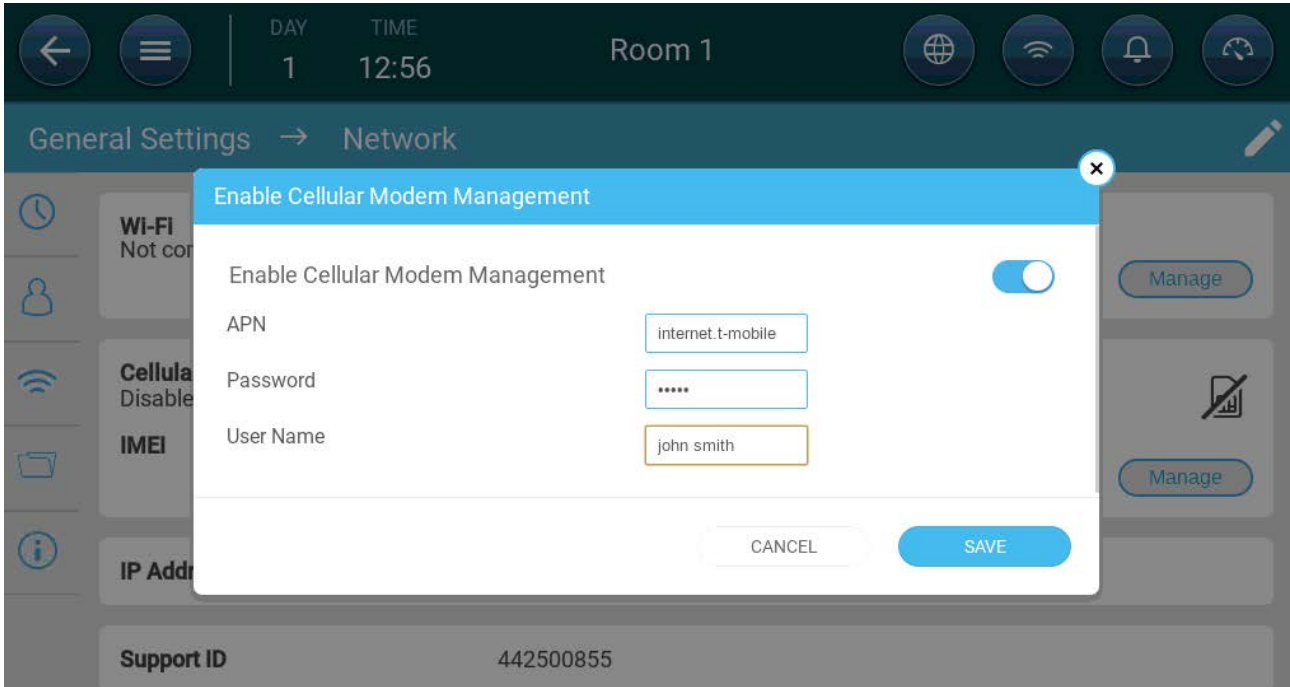 DAY TIME
1 12:56
Room 1
General Settings → Network
Enable Cellular Modem Management
Wi-Fi
Not cor
Enable Cellular Modem Management
Manage
APN
internet.t-mobile
Cellula
Disable
Password
•••••
IMEI
User Name
john smith
Manage
CANCEL
SAVE
IP Addr
Support ID
442500855